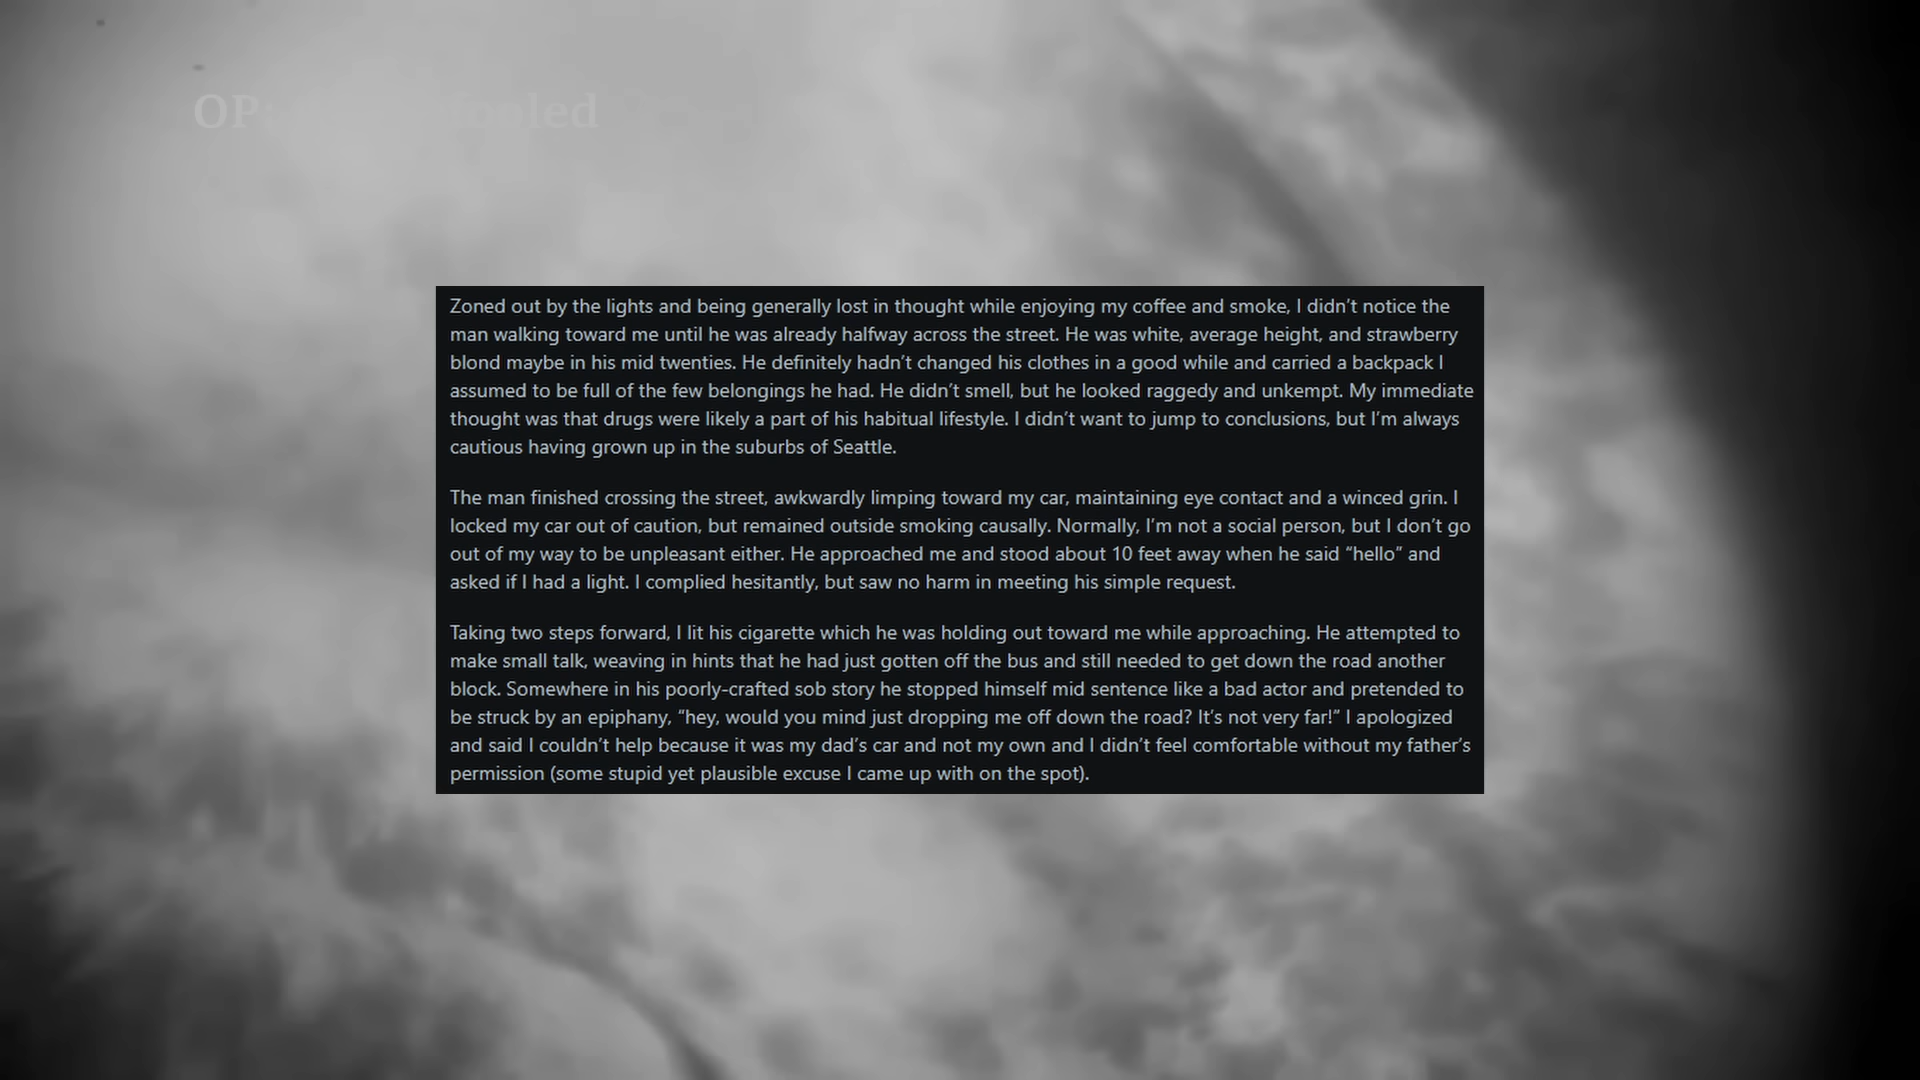 OP: fooled
Zoned out by the lights and being generally lost in thought while enjoying my coffee and smoke, I didn’t notice the
man walking toward me until he was already halfway across the street. He was white, average height, and strawberry
blond maybe in his mid twenties. He definitely hadn’t changed his clothes in a good while and carried a backpack I
assumed to be full of the few belongings he had. He didn’t smell, but he looked raggedy and unkempt. My immediate
thought was that drugs were likely a part of his habitual lifestyle. I didn’t want to jump to conclusions, but I’m always
cautious having grown up in the suburbs of Seattle.
The man finished crossing the street, awkwardly limping toward my car, maintaining eye contact and a winced grin. I
locked my car out of caution, but remained outside smoking causally. Normally, I’m not a social person, but I don’t go
out of my way to be unpleasant either. He approached me and stood about 10 feet away when he said “hello” and
asked if I had a light. I complied hesitantly, but saw no harm in meeting his simple request.
Taking two steps forward, I lit his cigarette which he was holding out toward me while approaching. He attempted to
make small talk, weaving in hints that he had just gotten off the bus and still needed to get down the road another
block. Somewhere in his poorly-crafted sob story he stopped himself mid sentence like a bad actor and pretended to
be struck by an epiphany, “hey, would you mind just dropping me off down the road? It’s not very far!” I apologized
and said I couldn’t help because it was my dad’s car and not my own and I didn’t feel comfortable without my father’s
permission (some stupid yet plausible excuse I came up with on the spot).